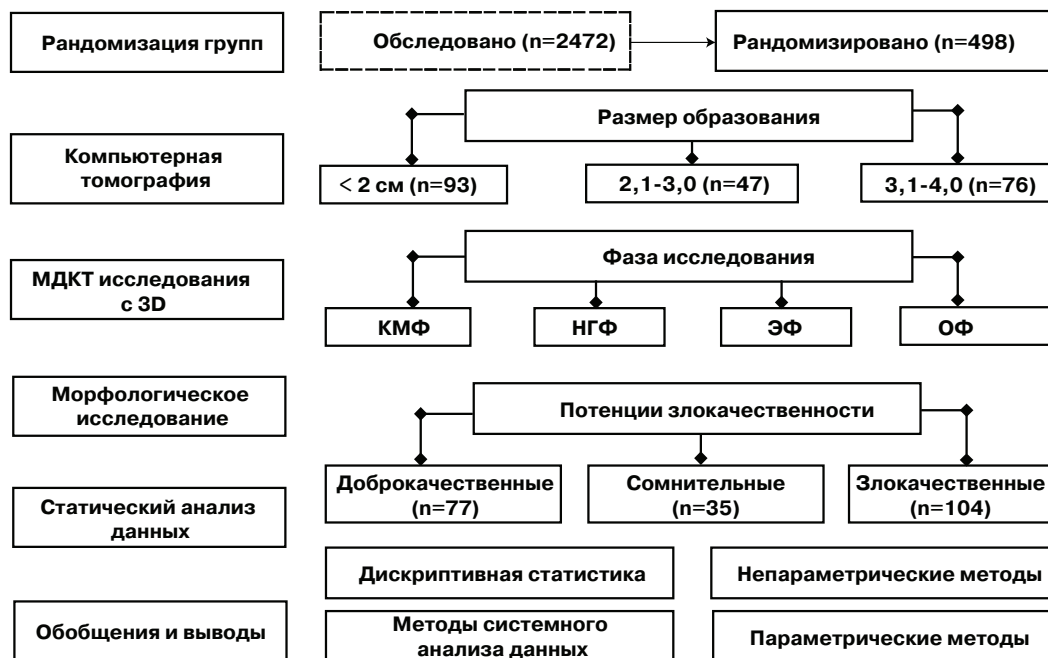 Рандомизация групп
Обследовано (n=2472)
Рандомизировано (n=498)
Компьютерная
томография
Размер образования
< 2 см (n=93)
2,1-3,0 (n=47)
3,1-4,0 (n=76)
МДКТ исследования
с 3D
Фаза исследования
КМФ
НГФ
ЭФ
ОФ
Морфологическое
исследование
Потенции злокачественности
Доброкачественные
(n=77)
Сомнительные
(n=35)
Злокачественные
(n=104)
Статический анализ
данных
Дискриптивная статистика
Непараметрические методы
Обобщения и выводы
Методы системного
анализа данных
Параметрические методы